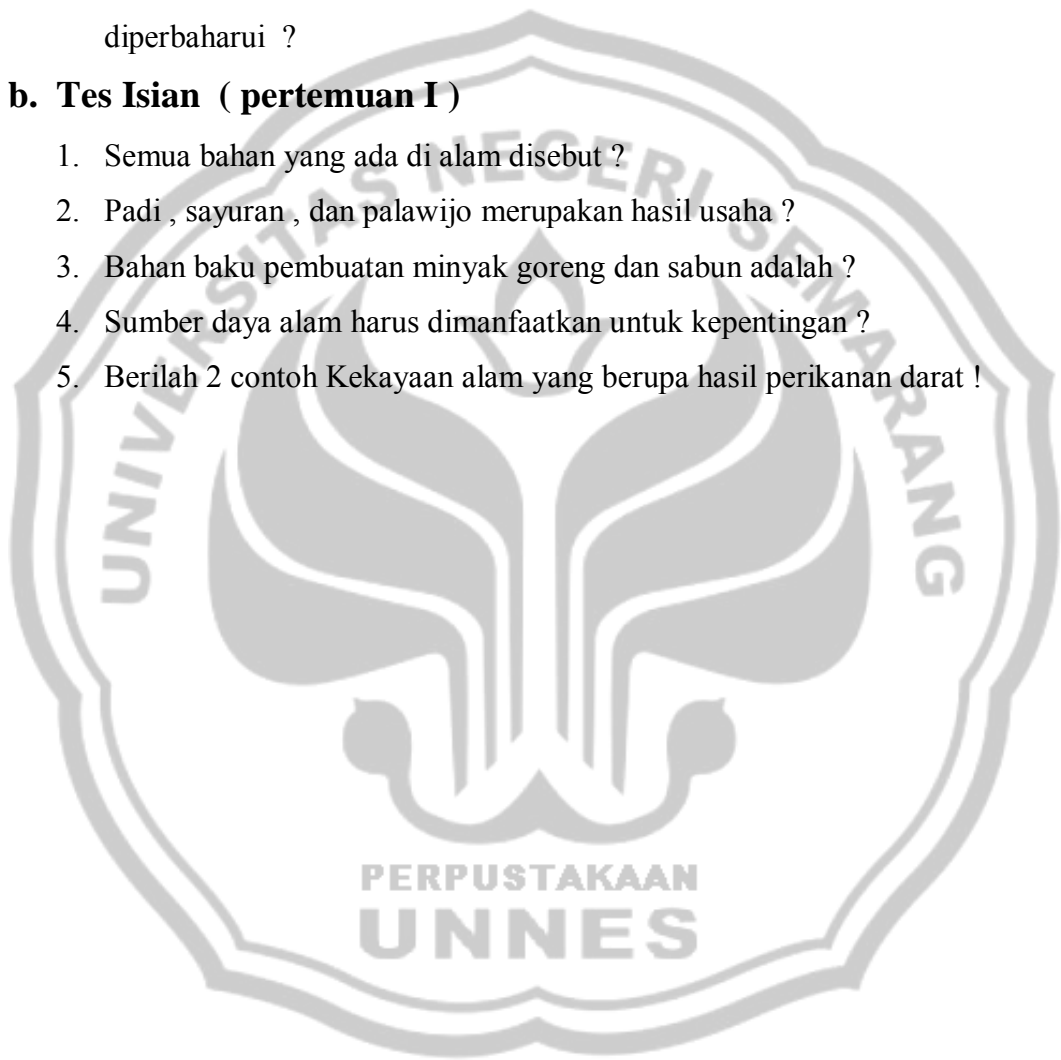 diperbaharui ?
b. Tes Isian ( pertemuan I )
1. Semua bahan yang ada di alam disebut ?
2. Padi , sayuran , dan palawijo merupakan hasil usaha ?
3. Bahan baku pembuatan minyak goreng dan sabun adalah ?
4. Sumber daya alam harus dimanfaatkan untuk kepentingan ?
5. Berilah 2 contoh Kekayaan alam yang berupa hasil perikanan darat !
UNIVERSITAS NEGERI SEMARANG
PERPUSTAKAAN
UNNES